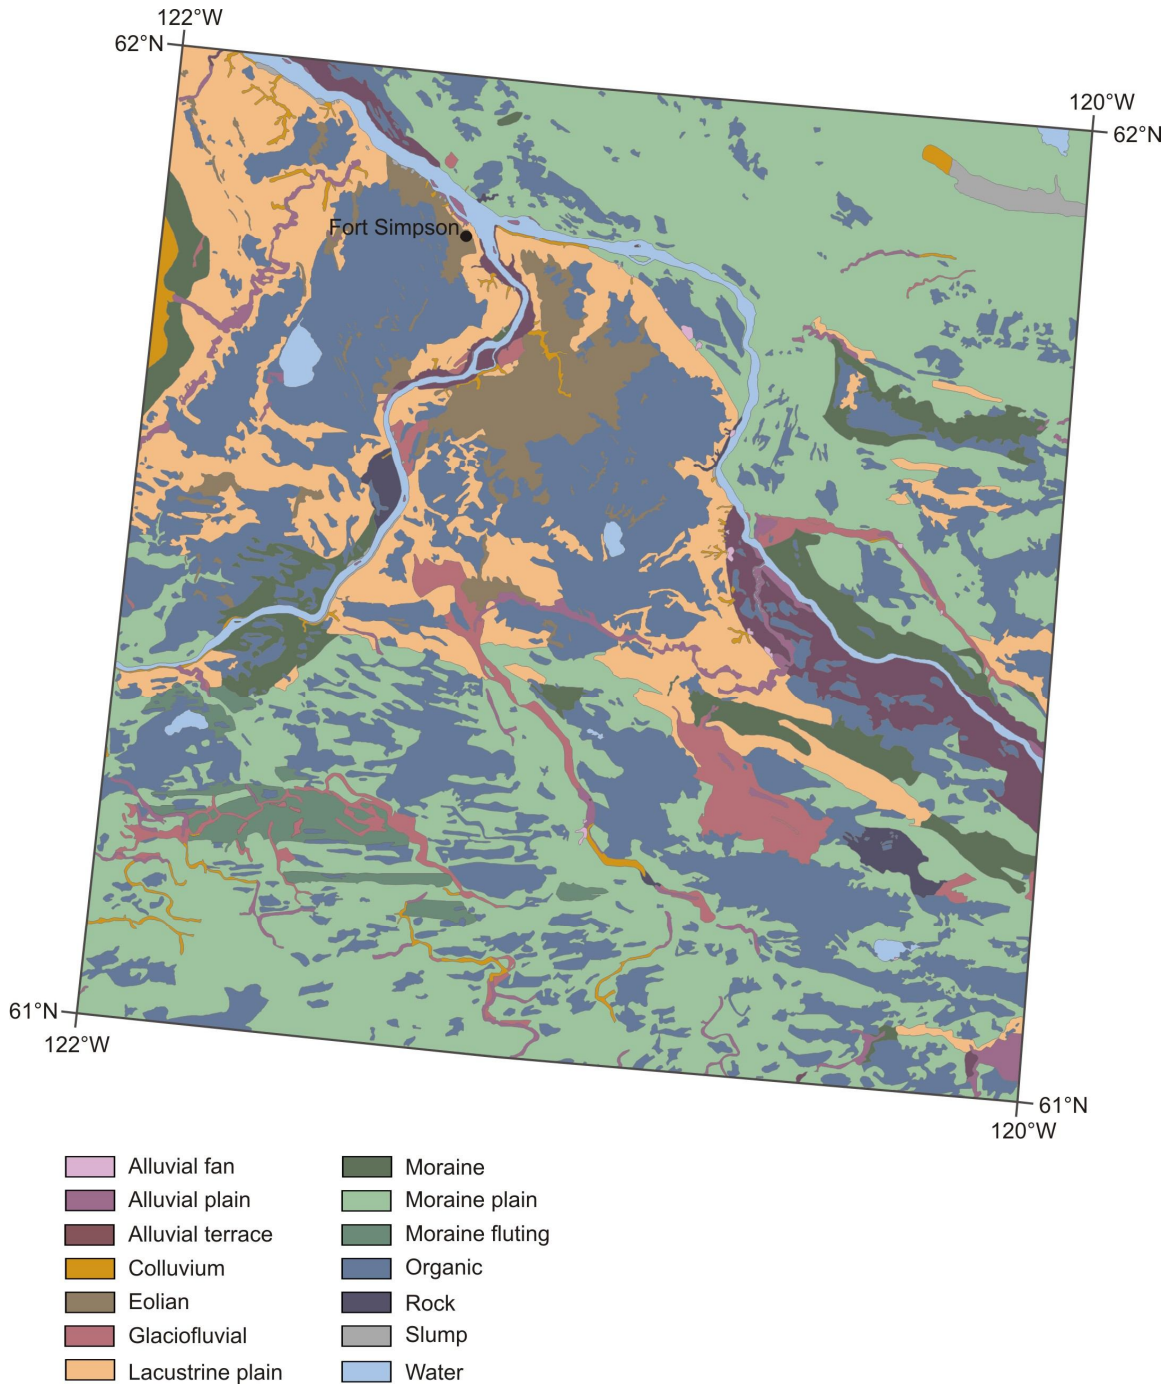 122°W
62°N
120°W
62°N
Fort Simpson
61°N
122°W
61°N
120°W
Alluvial fan
Alluvial plain
Alluvial terrace
Colluvium
Eolian
Glaciofluvial
Lacustrine plain
Moraine
Moraine plain
Moraine fluting
Organic
Rock
Slump
Water